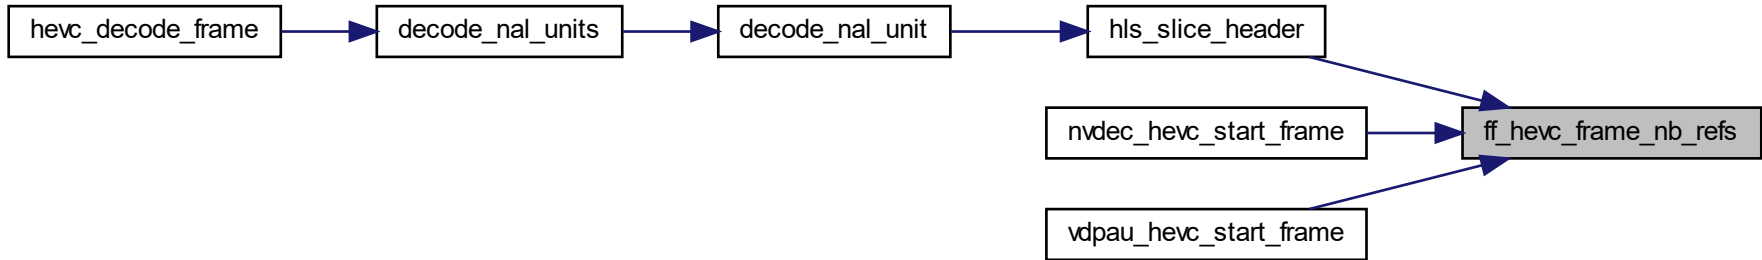 hevc_decode_frame
decode_nal_units
decode_nal_unit
hls_slice_header
nvdec_hevc_start_frame
ff_hevc_frame_nb_refs
vdpau_hevc_start_frame